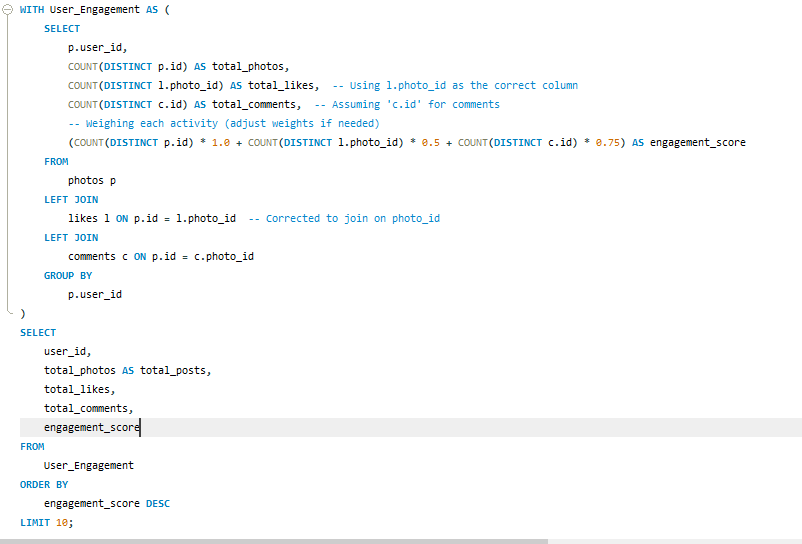 WITH User_Engagement AS (
    SELECT
        p.user_id,
        COUNT(DISTINCT p.id) AS total_photos,
        COUNT(DISTINCT l.photo_id) AS total_likes,  -- Using l.photo_id as the correct column
        COUNT(DISTINCT c.id) AS total_comments,  -- Assuming 'c.id' for comments
        -- Weighing each activity (adjust weights if needed)
        (COUNT(DISTINCT p.id) * 1.0 + COUNT(DISTINCT l.photo_id) * 0.5 + COUNT(DISTINCT c.id) * 0.75) AS engagement_score
    FROM
        photos p
    LEFT JOIN
        likes l ON p.id = l.photo_id  -- Corrected to join on photo_id
    LEFT JOIN
        comments c ON p.id = c.photo_id
    GROUP BY
        p.user_id
)
SELECT
    user_id,
    total_photos AS total_posts,
    total_likes,
    total_comments,
    engagement_score
FROM
    User_Engagement
ORDER BY
    engagement_score DESC
LIMIT 10;